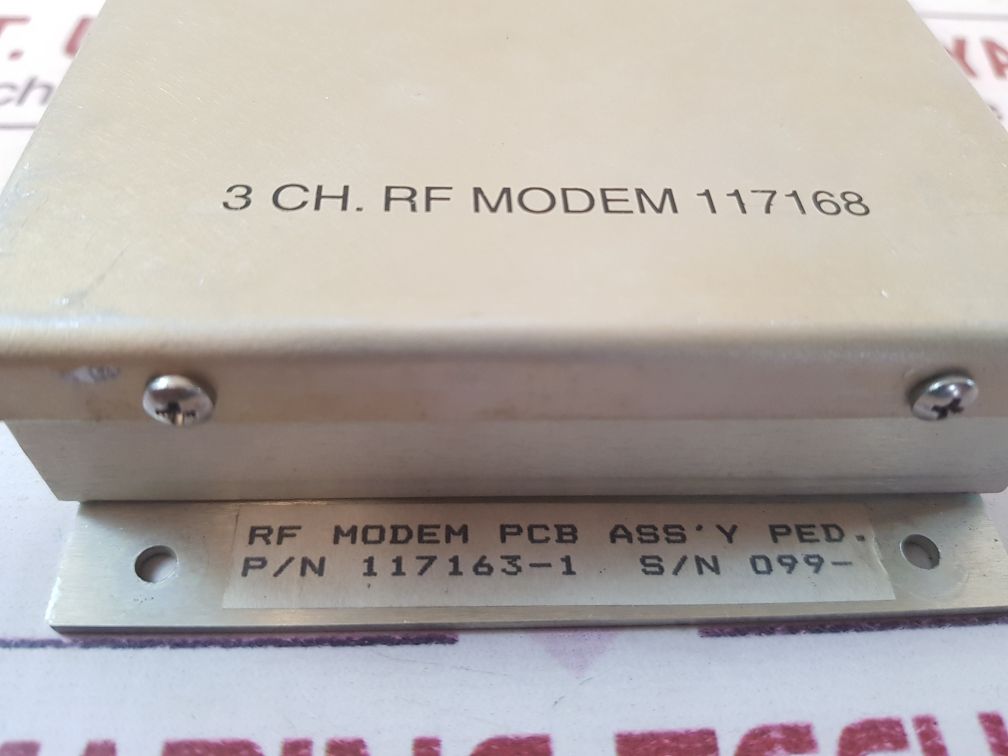 3 CH. RF MODEM 117168
RF MODEM PCB ASS'Y PED.
P/N 117163-1 S/N 099-